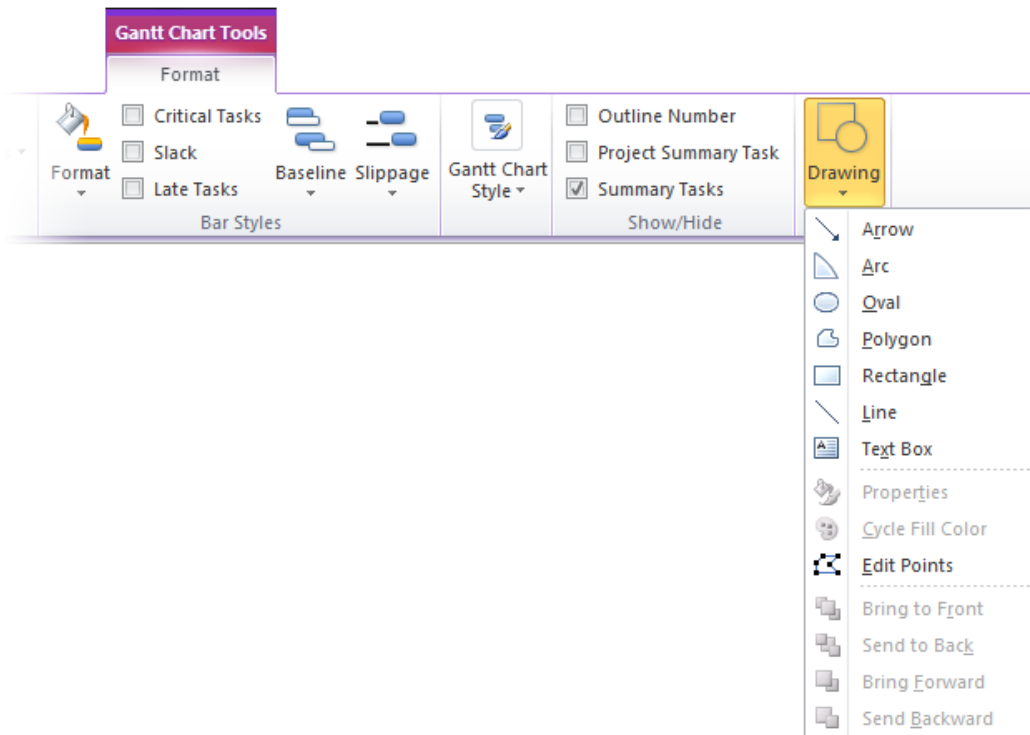 Gantt Chart Tools
Format
Format
Critical Tasks
Slack
Late Tasks
Baseline
Slippage
Bar Styles
Gantt Chart
Style
Outline Number
Project Summary Task
Summary Tasks
Show/Hide
Drawing
Arrow
Arc
Oval
Polygon
Rectangle
Line
Text Box
Properties
Cycle Fill Color
Edit Points
Bring to Front
Send to Back
Bring Forward
Send Backward